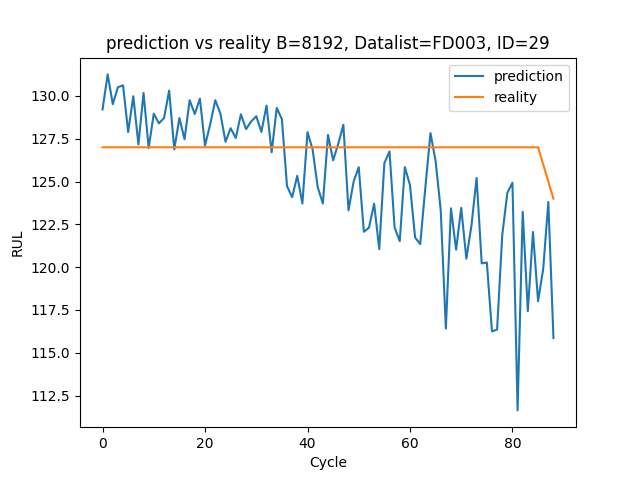 prediction vs reality B=8192, Datalist=FD003, ID=29
prediction
reality
RUL
130.0
127.5
125.0
122.5
120.0
117.5
115.0
112.5
0 20 40 60 80
Cycle